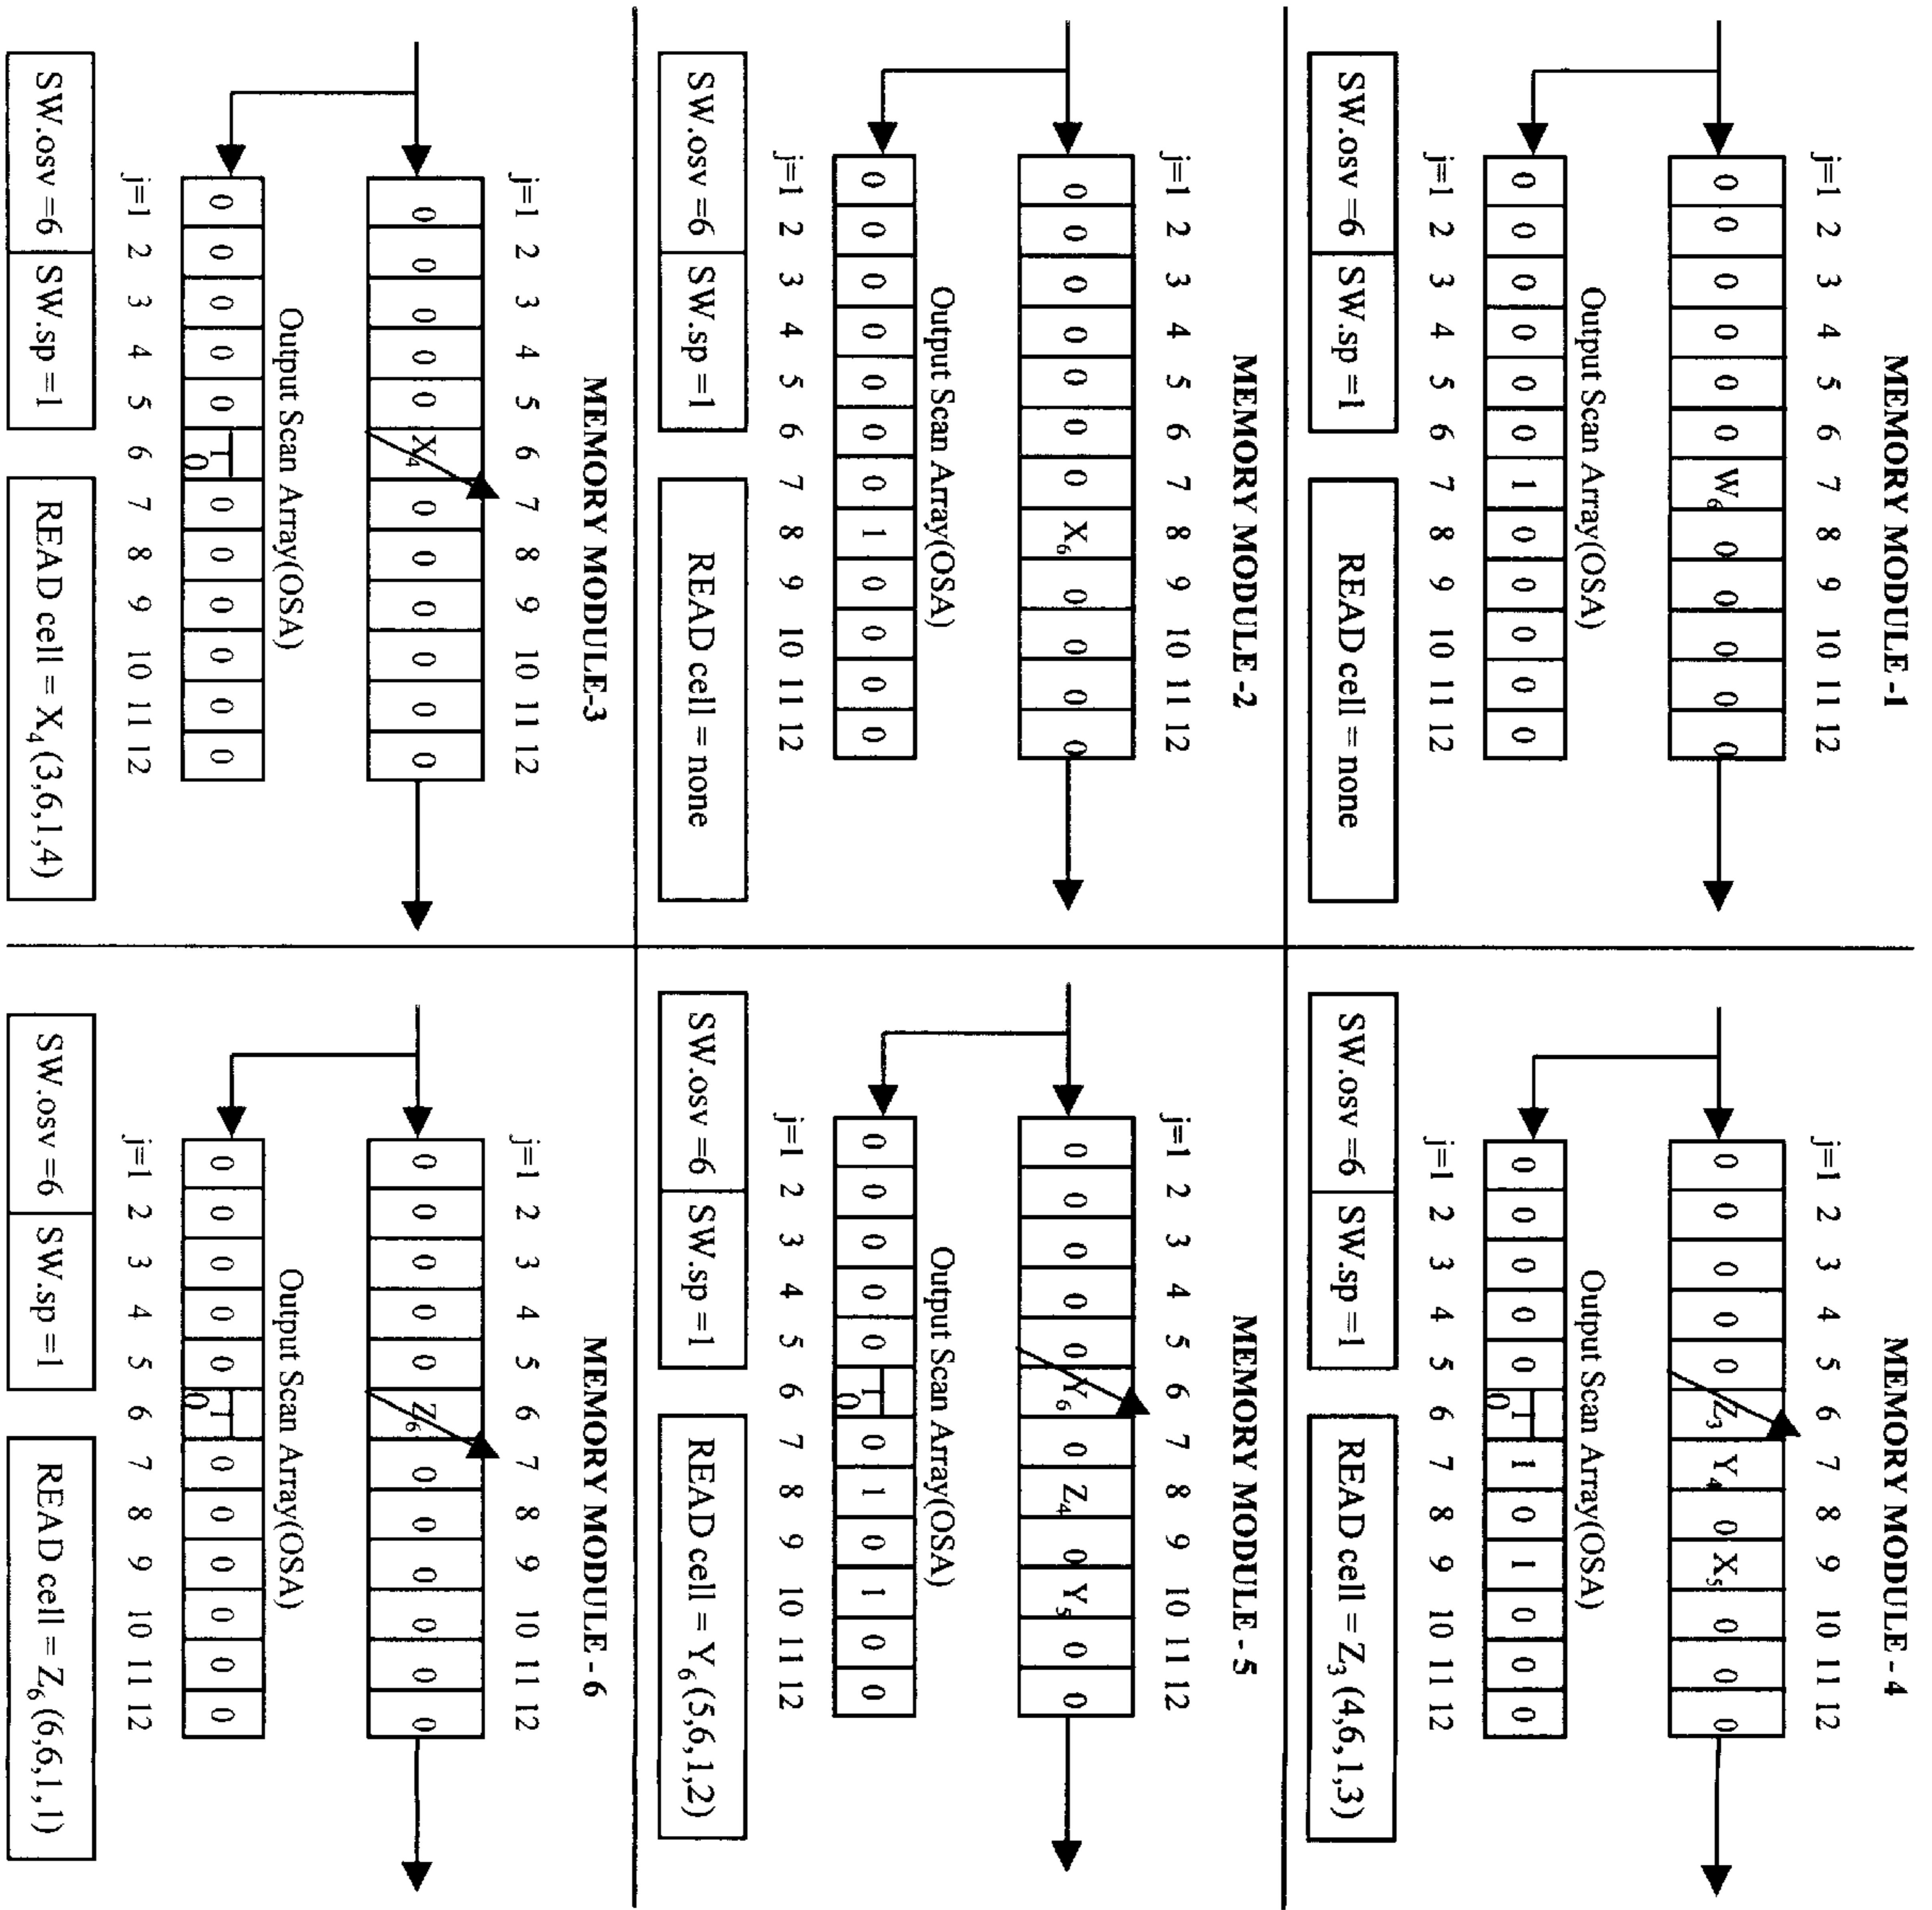 MEMORY MODULE -1
j=1 2 3 4 5 6 7 8 9 10 11 12
0 0 0 0 0 0 W₆ 0 0 0 0 0
Output Scan Array(OSA)
0 0 0 0 0 0 1 0 0 0 0 0
j=1 2 3 4 5 6 7 8 9 10 11 12
SW.osv =6 SW.sp =1 READ cell = none
MEMORY MODULE - 4
j=1 2 3 4 5 6 7 8 9 10 11 12
0 0 0 0 0 Z₃ Y₄ 0 X₅ 0 0 0
Output Scan Array(OSA)
0 0 0 0 0 1 0 1 0 1 0 0 0
j=1 2 3 4 5 6 7 8 9 10 11 12
SW.osv =6 SW.sp =1 READ cell = Z₃ (4,6,1,3)
MEMORY MODULE -2
j=1 2 3 4 5 6 7 8 9 10 11 12
0 0 0 0 0 0 0 X₆ 0 0 0 0
Output Scan Array(OSA)
0 0 0 0 0 0 0 1 0 0 0 0
j=1 2 3 4 5 6 7 8 9 10 11 12
SW.osv =6 SW.sp =1 READ cell = none
MEMORY MODULE - 5
j=1 2 3 4 5 6 7 8 9 10 11 12
0 0 0 0 0 Y₆ 0 Z₄ 0 Y₅ 0 0
Output Scan Array(OSA)
0 0 0 0 0 1 0 0 1 0 1 0 0
j=1 2 3 4 5 6 7 8 9 10 11 12
SW.osv =6 SW.sp =1 READ cell = Y₆ (5,6,1,2)
MEMORY MODULE-3
j=1 2 3 4 5 6 7 8 9 10 11 12
0 0 0 0 0 X₄ 0 0 0 0 0 0
Output Scan Array(OSA)
0 0 0 0 0 1 0 0 0 0 0 0 0
j=1 2 3 4 5 6 7 8 9 10 11 12
SW.osv =6 SW.sp =1 READ cell = X₄ (3,6,1,4)
MEMORY MODULE - 6
j=1 2 3 4 5 6 7 8 9 10 11 12
0 0 0 0 0 Z₆ 0 0 0 0 0 0
Output Scan Array(OSA)
0 0 0 0 0 1 0 0 0 0 0 0 0
j=1 2 3 4 5 6 7 8 9 10 11 12
SW.osv =6 SW.sp =1 READ cell = Z₆ (6,6,1,1)